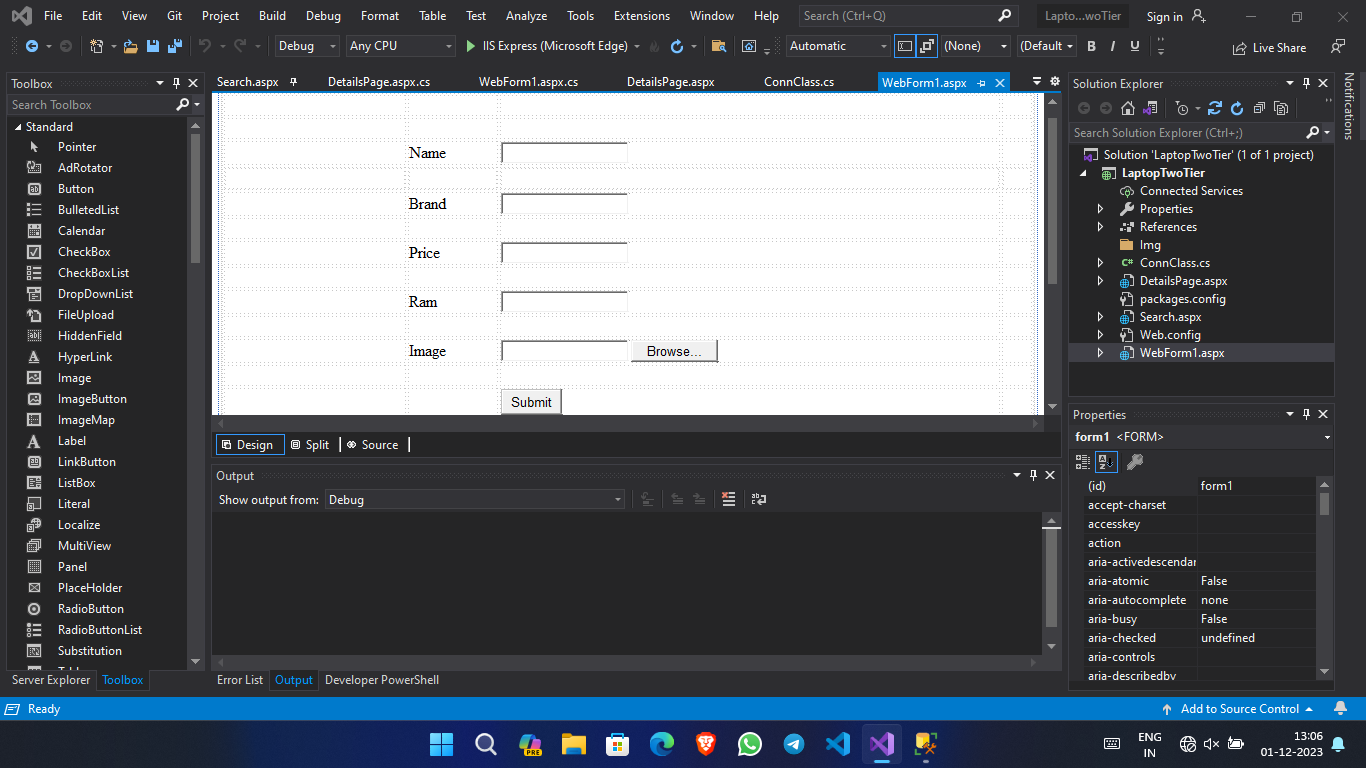 File Edit View Git Project Build Debug Format Table Test Analyze Tools Extensions Window Help Search (Ctrl+Q) Lapto...woTier Sign in
Debug Any CPU IIS Express (Microsoft Edge) Automatic (None) (Default B I U Live Share
Toolbox
Search Toolbox
Standard
Pointer
AdRotator
Button
BulletedList
Calendar
CheckBox
CheckBoxList
DropDownList
FileUpload
HiddenField
HyperLink
Image
ImageButton
ImageMap
Label
LinkButton
ListBox
Literal
Localize
MultiView
Panel
PlaceHolder
RadioButton
RadioButtonList
Substitution
Server Explorer Toolbox
Search.aspx DetailsPage.aspx.cs WebForm1.aspx.cs DetailsPage.aspx ConnClass.cs WebForm1.aspx
Name
Brand
Price
Ram
Image Browse...
Submit
Design Split Source
Output
Show output from: Debug
Error List Output Developer PowerShell
Solution Explorer
Search Solution Explorer (Ctrl+;)
Solution 'LaptopTwoTier' (1 of 1 project)
LaptopTwoTier
Connected Services
Properties
References
Img
C# ConnClass.cs
DetailsPage.aspx
packages.config
Search.aspx
Web.config
WebForm1.aspx
Properties
form1 <FORM>
(id) form1
accept-charset
accesskey
action
aria-activedescendar
aria-atomic False
aria-autocomplete none
aria-busy False
aria-checked undefined
aria-controls
aria-describedby
Notifications
Ready Add to Source Control
PRE
ENG
IN
13:06
01-12-2023